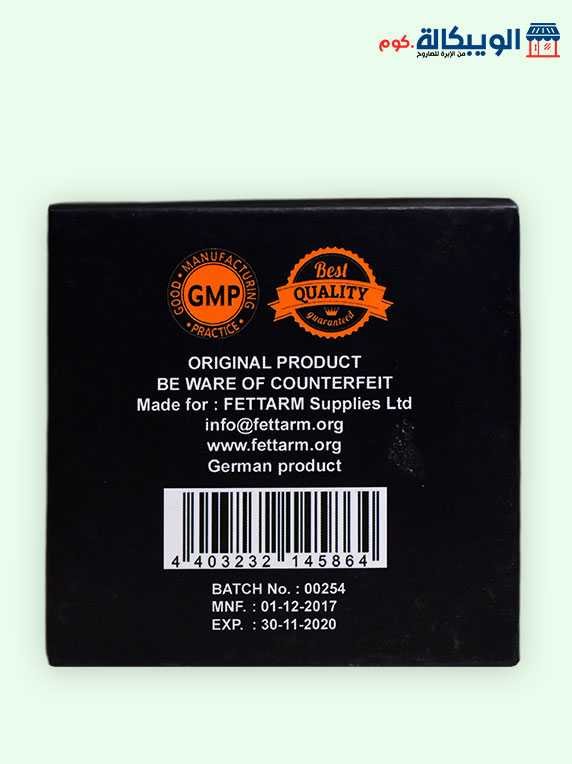 الويبكالة.كوم
من الإبرة للصاروخ
GOOD • MANUFACTURING • PRACTICE •
GMP
Best
QUALITY
guaranteed
ORIGINAL PRODUCT
BE WARE OF COUNTERFEIT
Made for : FETTARM Supplies Ltd
info@fettarm.org
www.fettarm.org
German product
4 403232 145864
BATCH No. : 00254
MNF. : 01-12-2017
EXP. : 30-11-2020